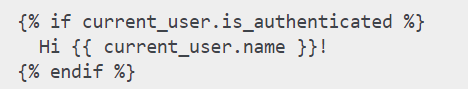 {% if current_user.is_authenticated %}
  Hi {{ current_user.name }}!
{% endif %}